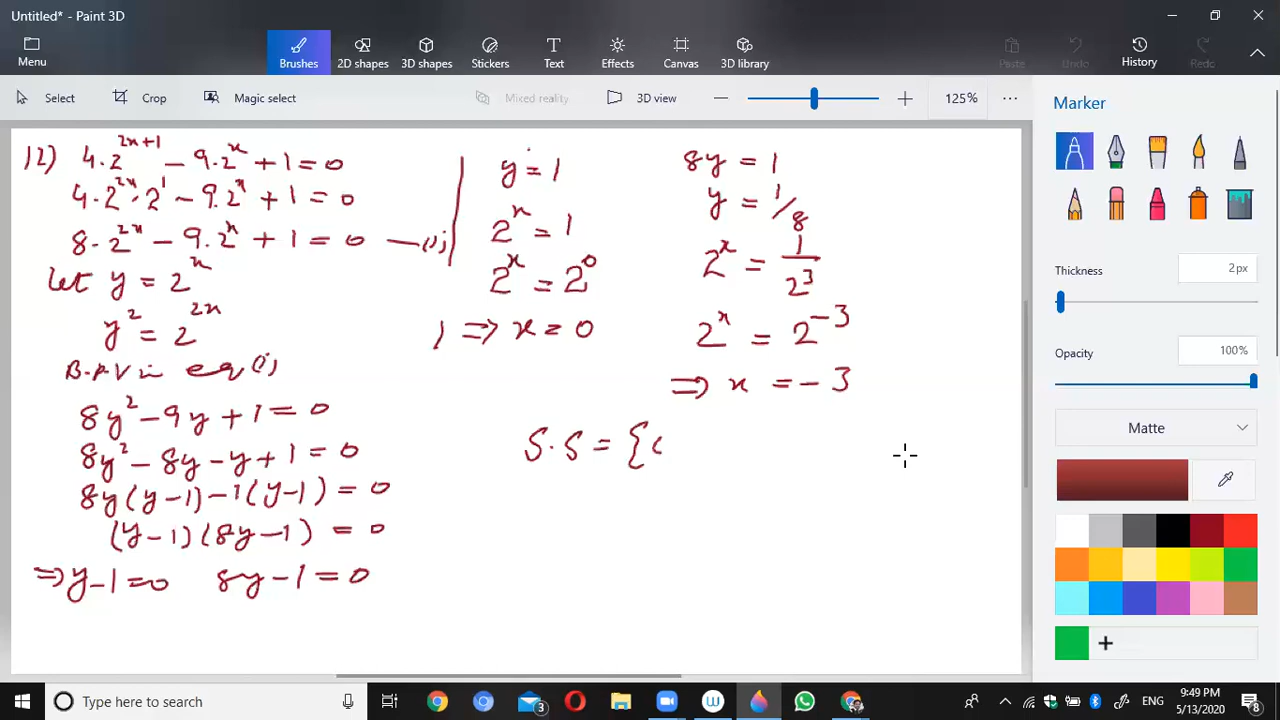 Untitled* - Paint 3D
Menu
Brushes
2D shapes
3D shapes
Stickers
Text
Effects
Canvas
3D library
Paste
Undo
History
Redo
Select
Crop
Magic select
Mixed reality
3D view
125%
12) 4·2^{2x+1} - 9·2^x + 1 = 0
4·2^{2x}·2^1 - 9·2^x + 1 = 0
8·2^{2x} - 9·2^x + 1 = 0 —(i)
let y = 2^x
y^2 = 2^{2x}
B.P.V in eq(i)
8y^2 - 9y + 1 = 0
8y^2 - 8y - y + 1 = 0
8y(y-1) - 1(y-1) = 0
(y-1)(8y-1) = 0
⇒ y-1=0 8y-1=0
y = 1
2^x = 1
2^x = 2^0
⇒ x = 0
8y = 1
y = 1/8
2^x = 1/2^3
2^x = 2^{-3}
⇒ x = -3
S.S = {
Marker
Thickness
2px
Opacity
100%
Matte
+
Type here to search
3
W
ENG
9:49 PM
5/13/2020
8